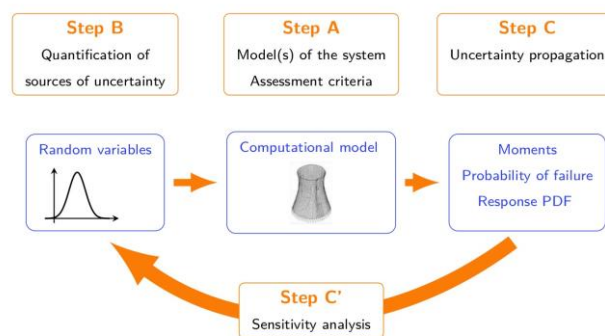 Step B
Quantification of
sources of uncertainty
Step A
Model(s) of the system
Assessment criteria
Step C
Uncertainty propagation
Random variables
Computational model
Moments
Probability of failure
Response PDF
Step C'
Sensitivity analysis